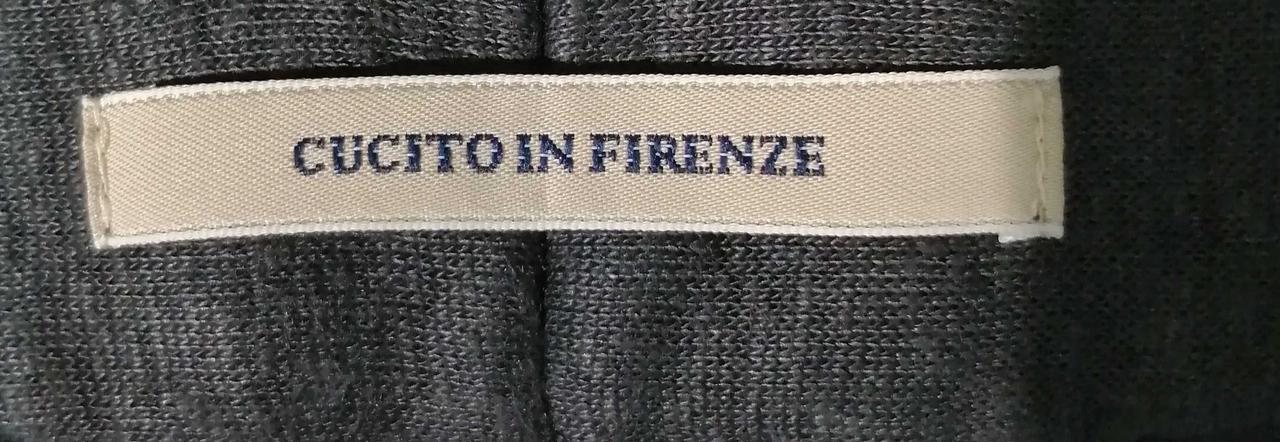 CUCITO IN FIRENZE